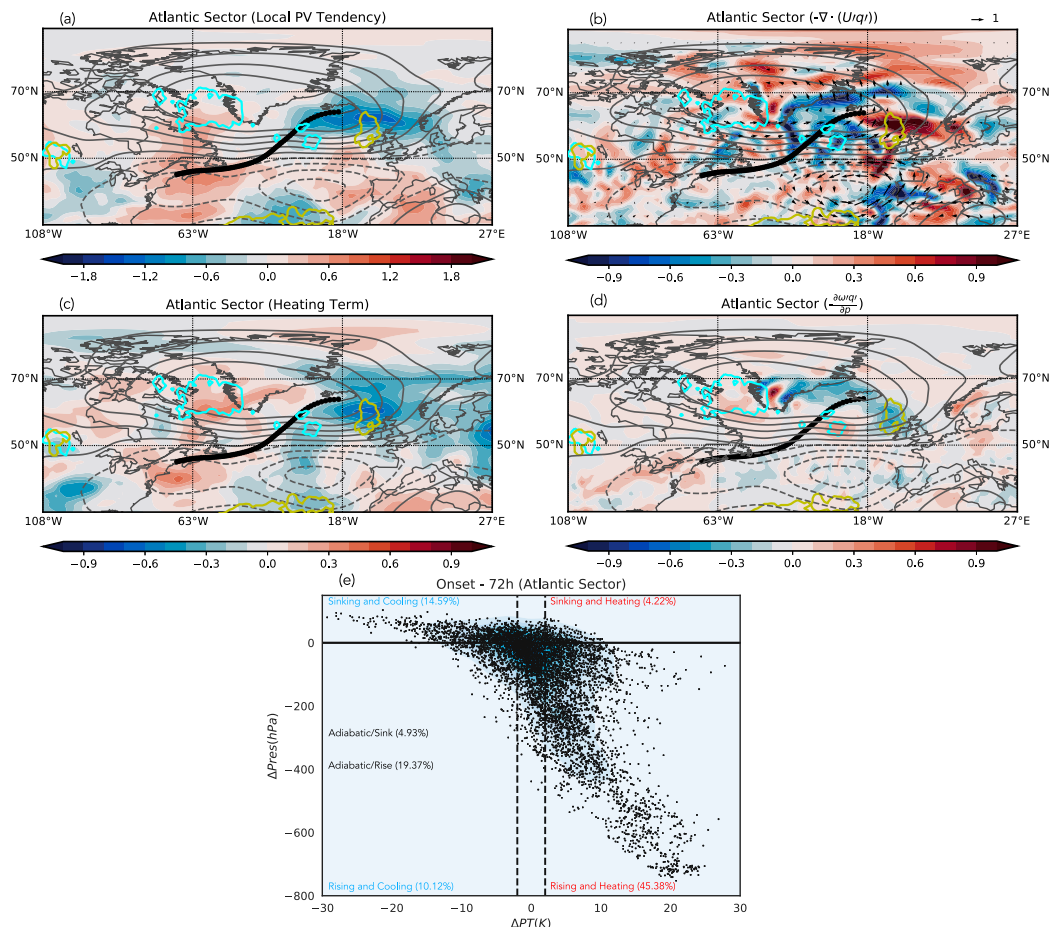 (a) Atlantic Sector (Local PV Tendency)
70°N
50°N
108°W 63°W 18°W 27°E
−1.8 −1.2 −0.6 0.0 0.6 1.2 1.8
(b) Atlantic Sector (-∇· (U′q′)) → 1
70°N
50°N
108°W 63°W 18°W 27°E
−0.9 −0.6 −0.3 0.0 0.3 0.6 0.9
(c) Atlantic Sector (Heating Term)
70°N
70°N
50°N
50°N
108°W 63°W 18°W 27°E
−0.9 −0.6 −0.3 0.0 0.3 0.6 0.9
(d) Atlantic Sector (-∂ω′q′/∂p)
70°N
50°N
108°W 63°W 18°W 27°E
−0.9 −0.6 −0.3 0.0 0.3 0.6 0.9
(e) Onset - 72h (Atlantic Sector)
Sinking and Cooling (14.59%) Sinking and Heating (4.22%)
0
−200
Adiabatic/Sink (4.93%)
Adiabatic/Rise (19.37%)
−400
−600
−800
ΔPres(hPa)
Rising and Cooling (10.12%) Rising and Heating (45.38%)
−30 −20 −10 0 10 20 30
ΔPT(K)